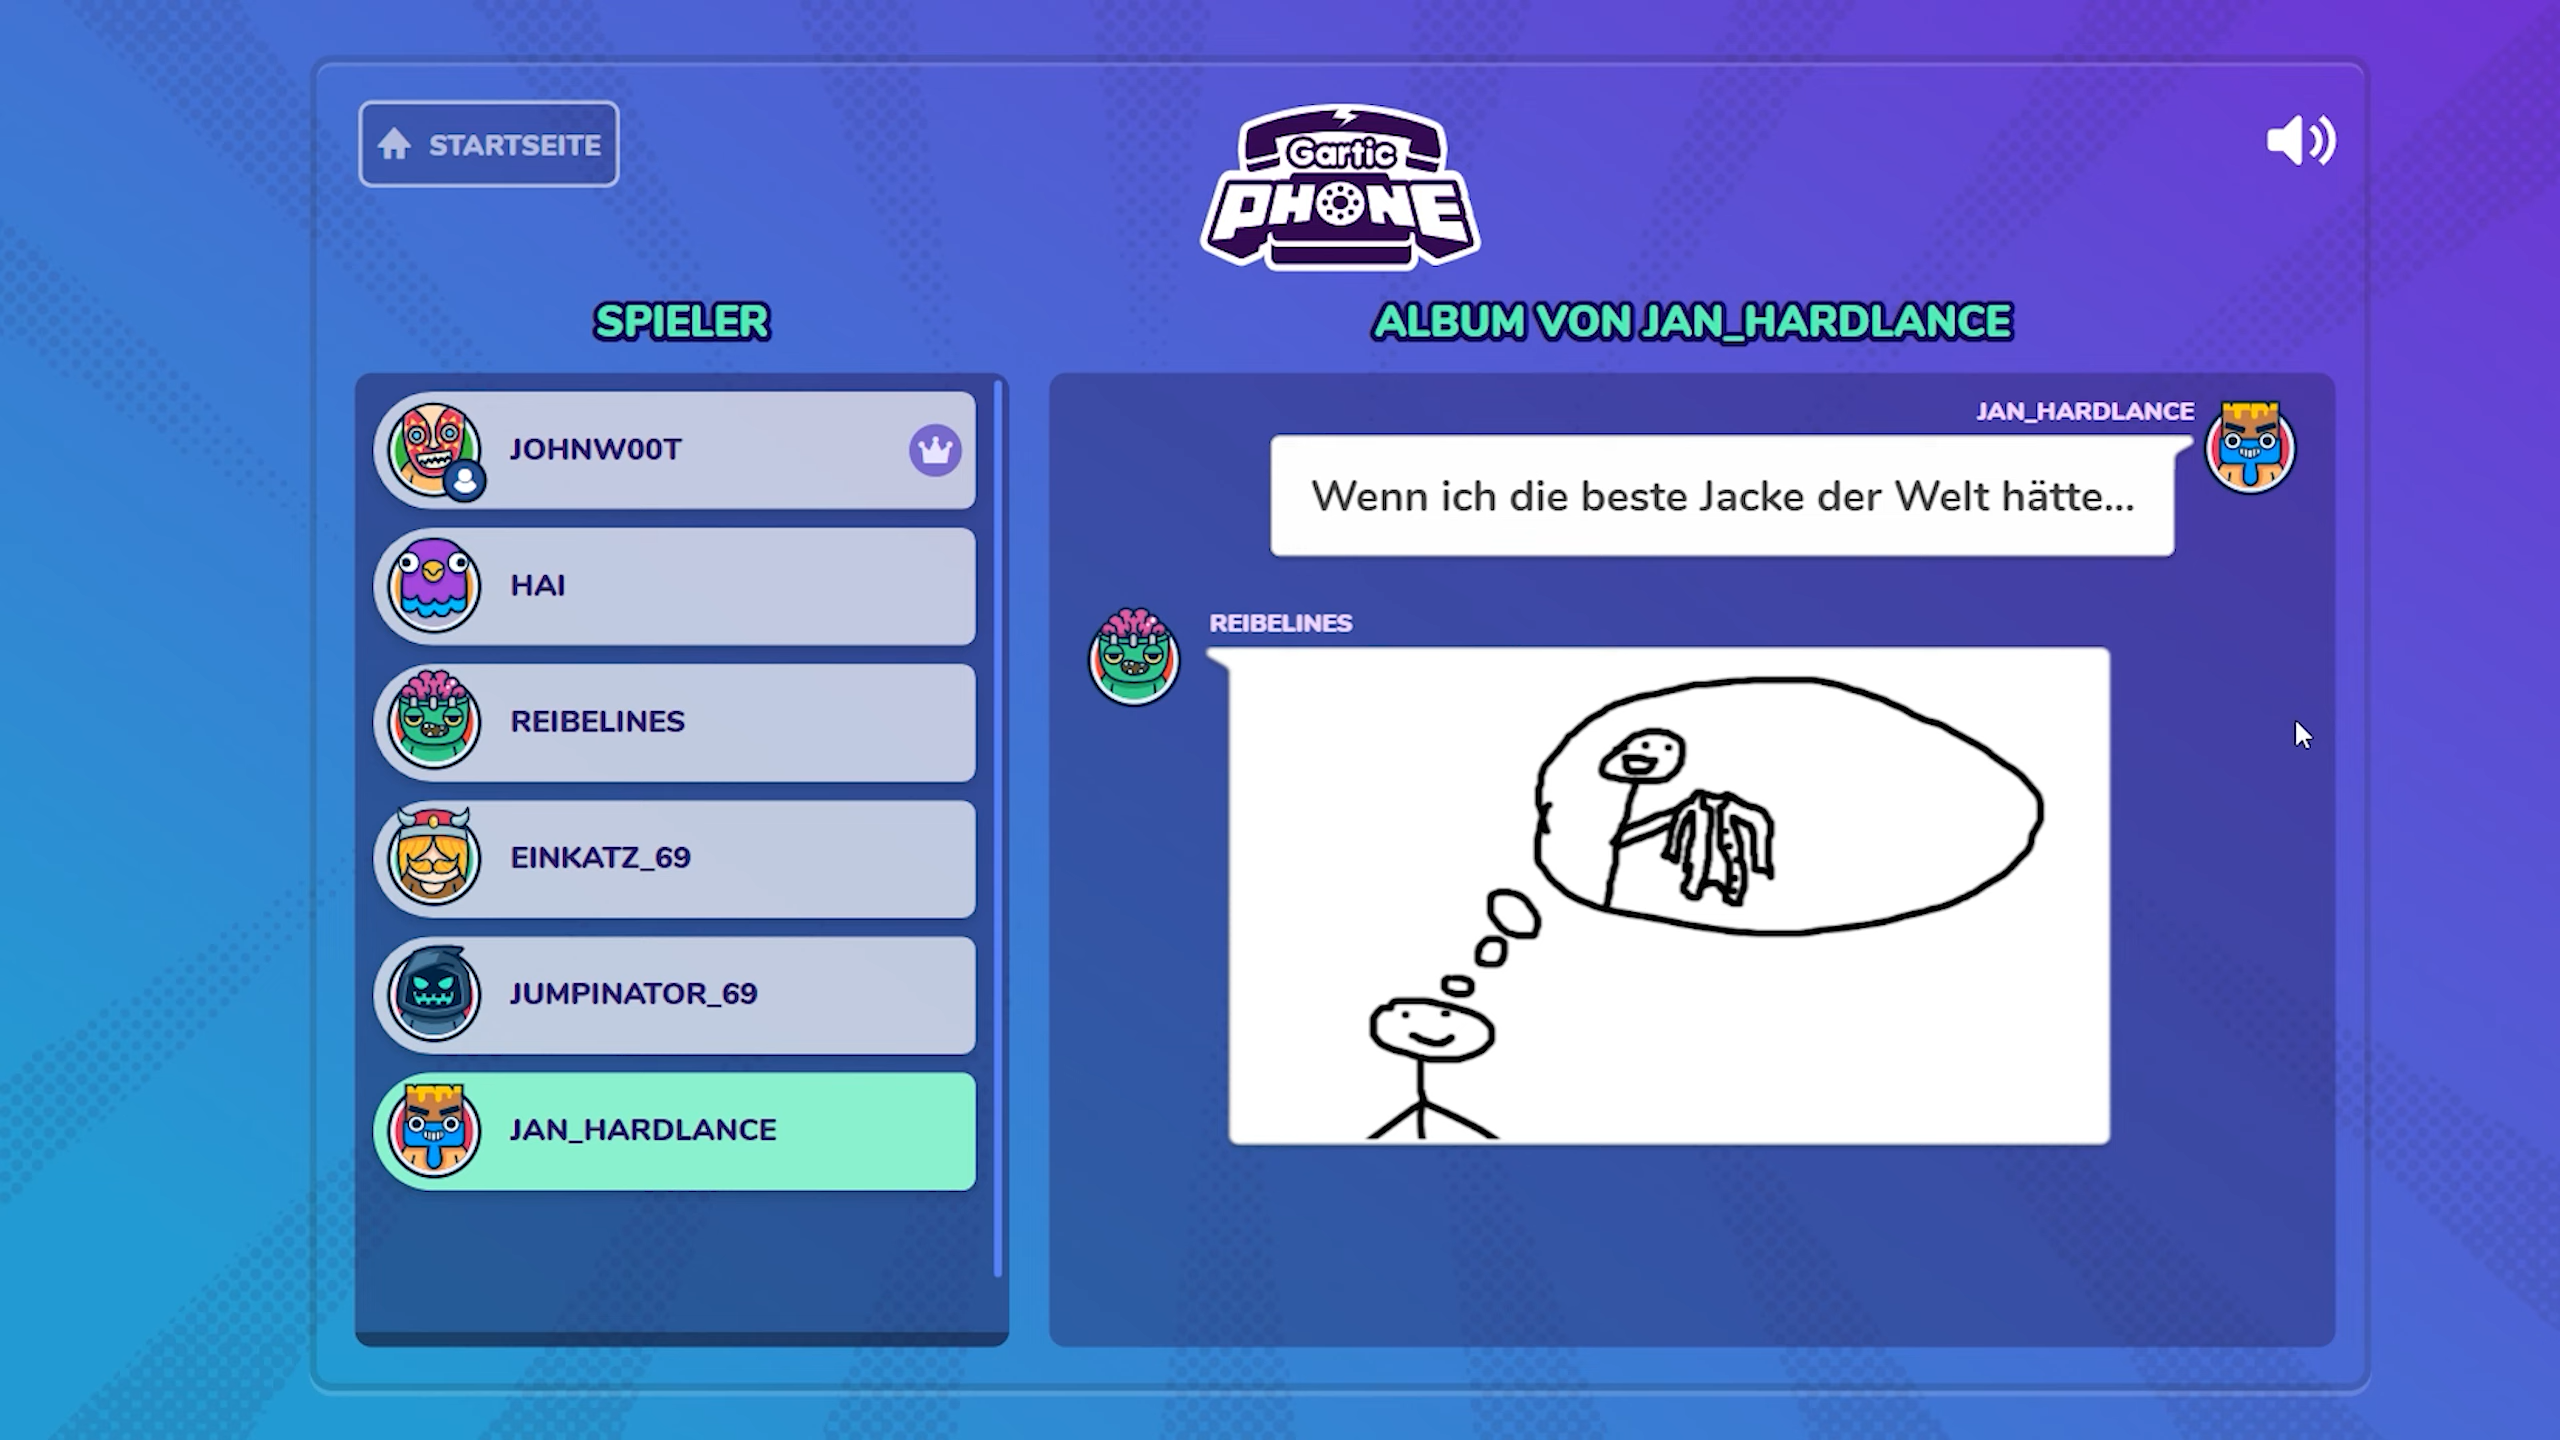 STARTSEITE
Gartic
PHONE
SPIELER
ALBUM VON JAN_HARDLANCE
JOHNW00T
HAI
REIBELINES
EINKATZ_69
JUMPINATOR_69
JAN_HARDLANCE
JAN_HARDLANCE
Wenn ich die beste Jacke der Welt hätte...
REIBELINES